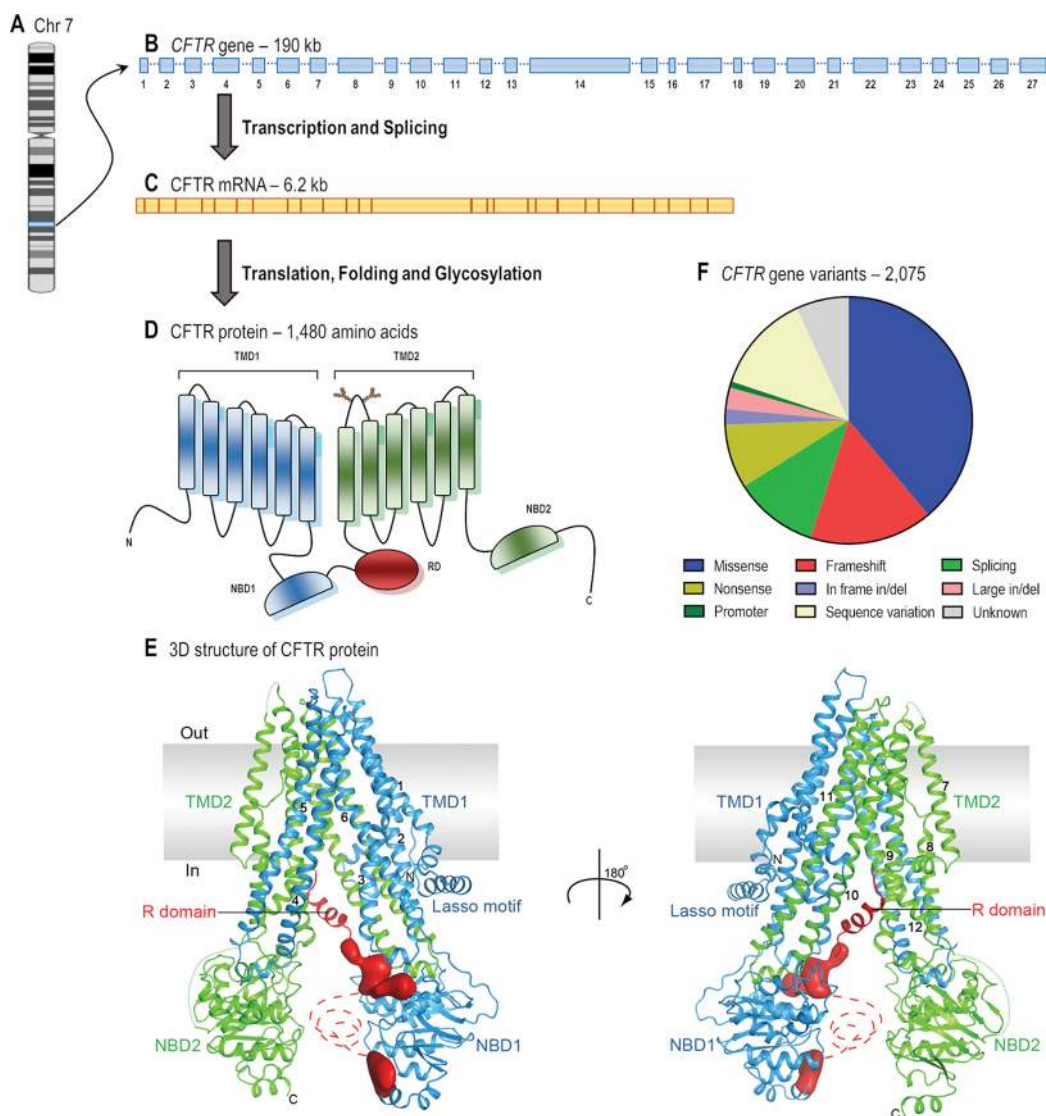 A Chr 7
B CFTR gene – 190 kb
1 2 3 4 5 6 7 8 9 10 11 12 13 14 15 16 17 18 19 20 21 22 23 24 25 26 27
Transcription and Splicing
C CFTR mRNA – 6.2 kb
Translation, Folding and Glycosylation
D CFTR protein – 1,480 amino acids
TMD1 TMD2
N
NBD1
RD
NBD2
C
F CFTR gene variants – 2,075
Missense Frameshift Splicing
Nonsense In frame in/del Large in/del
Promoter Sequence variation Unknown
E 3D structure of CFTR protein
Out
TMD2
5
6
1
TMD1
2
In
3
N
Lasso motif
4
R domain
NBD2
NBD1
C
180°
TMD1
11
7
TMD2
N
9
8
Lasso motif
10
R domain
12
NBD1
NBD2
C